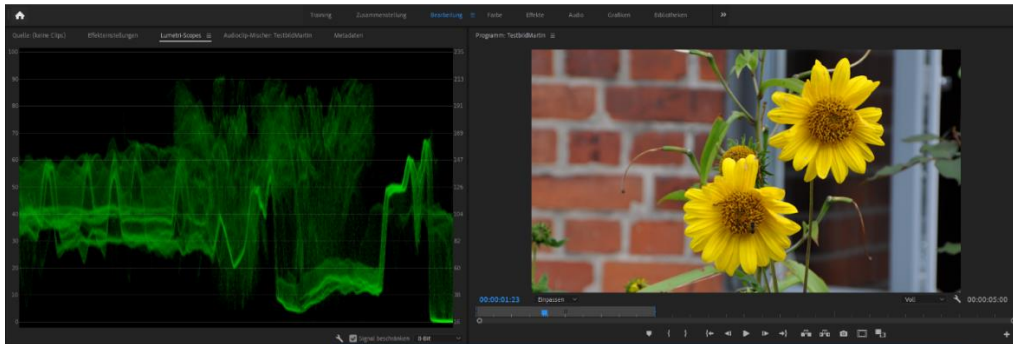 Training Zusammenstellung Bearbeitung Farbe Effekte Audio Grafiken Bibliotheken
Quelle: (keine Clips) Effekteinstellungen Lumetri-Scopes Audioclip-Mischer: TestbildMartin Metadaten
Programm: TestbildMartin
100 235
90 213
80 191
70 169
60 147
50 126
40 104
30 82
20 60
10 38
0 16
00:00:01:23 Einpassen Voll 00:00:05:00
Signal beschränken 8 Bit